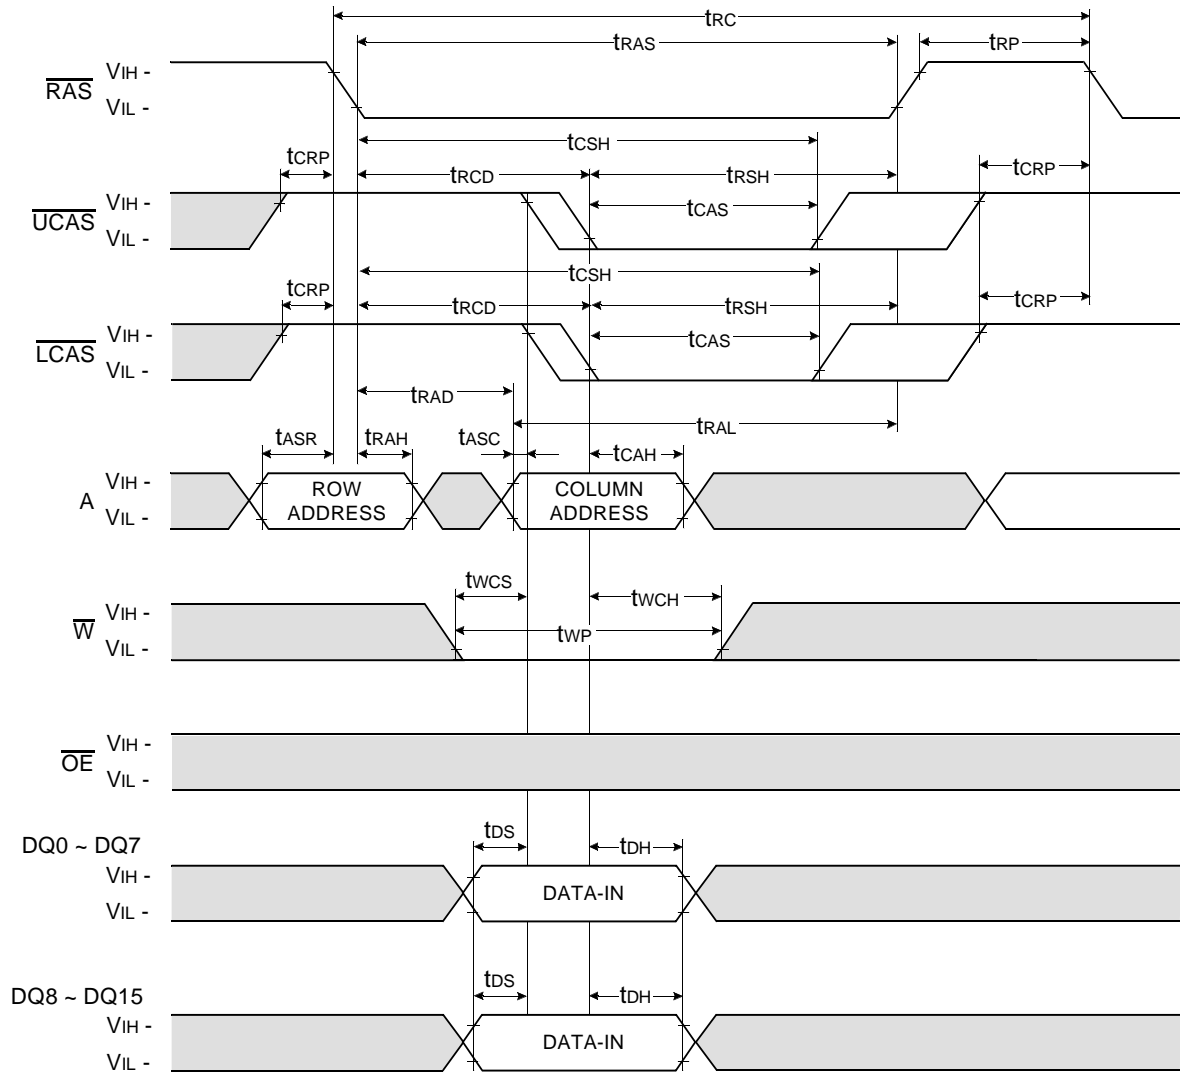 tRC
tRAS
tRP
RAS
VIH -
VIL -
tCSH
tCRP
tRCD
tRSH
tCRP
UCAS
VIH -
VIL -
tCAS
tCSH
tCRP
tRCD
tRSH
tCRP
LCAS
VIH -
VIL -
tCAS
tRAD
tRAL
tASR
tRAH
tASC
tCAH
A
VIH -
VIL -
ROW
ADDRESS
COLUMN
ADDRESS
tWCS
tWCH
W
VIH -
VIL -
tWP
OE
VIH -
VIL -
DQ0 ~ DQ7
tDS
tDH
VIH -
VIL -
DATA-IN
DQ8 ~ DQ15
tDS
tDH
VIH -
VIL -
DATA-IN